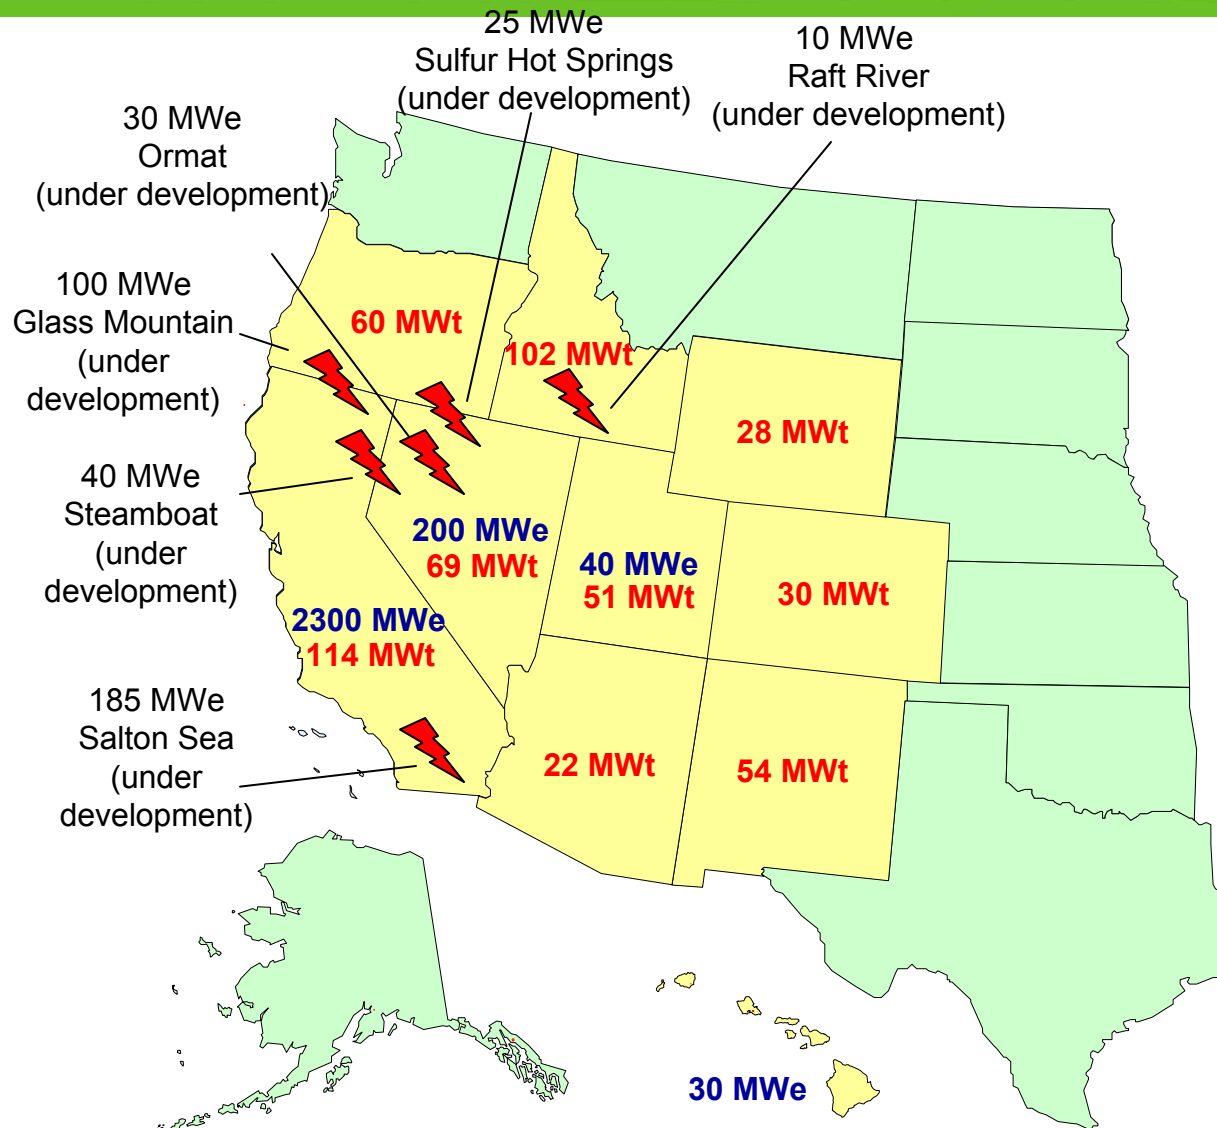 25 MWe
Sulfur Hot Springs
(under development)
10 MWe
Raft River
(under development)
30 MWe
Ormat
(under development)
100 MWe
Glass Mountain
(under
development)
40 MWe
Steamboat
(under
development)
185 MWe
Salton Sea
(under
development)
60 MWt
102 MWt
28 MWt
200 MWe
69 MWt
40 MWe
51 MWt
30 MWt
2300 MWe
114 MWt
22 MWt
54 MWt
30 MWe